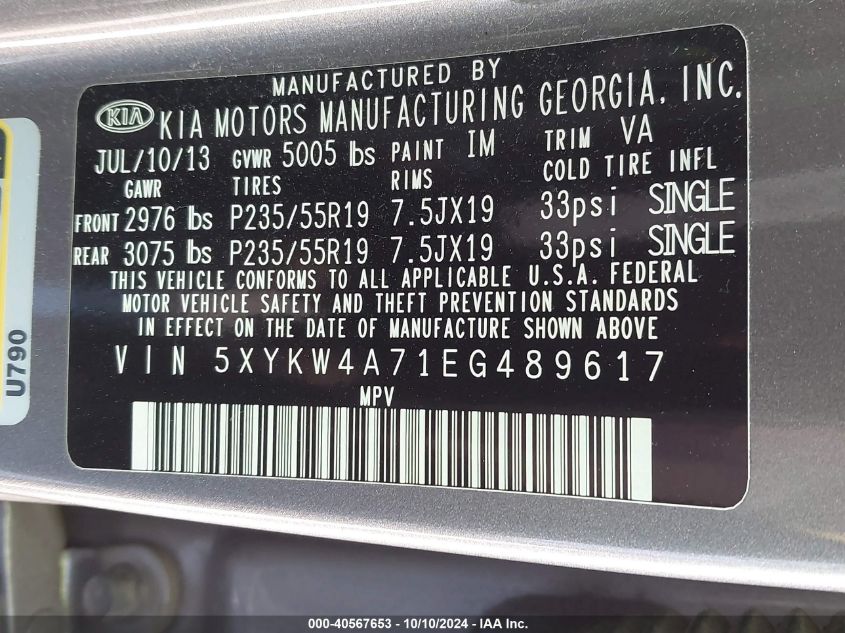 MANUFACTURED BY
KIA KIA MOTORS MANUFACTURING GEORGIA, INC.
JUL/10/13 GVWR 5005 lbs PAINT IM TRIM VA
GAWR TIRES RIMS COLD TIRE INFL
FRONT 2976 lbs P235/55R19 7.5JX19 33psi SINGLE
REAR 3075 lbs P235/55R19 7.5JX19 33psi SINGLE
THIS VEHICLE CONFORMS TO ALL APPLICABLE U.S.A. FEDERAL
MOTOR VEHICLE SAFETY AND THEFT PREVENTION STANDARDS
IN EFFECT ON THE DATE OF MANUFACTURE SHOWN ABOVE
VIN 5XYKW4A71EG489617
MPV
U790
000-40567653 - 10/10/2024 - IAA Inc.